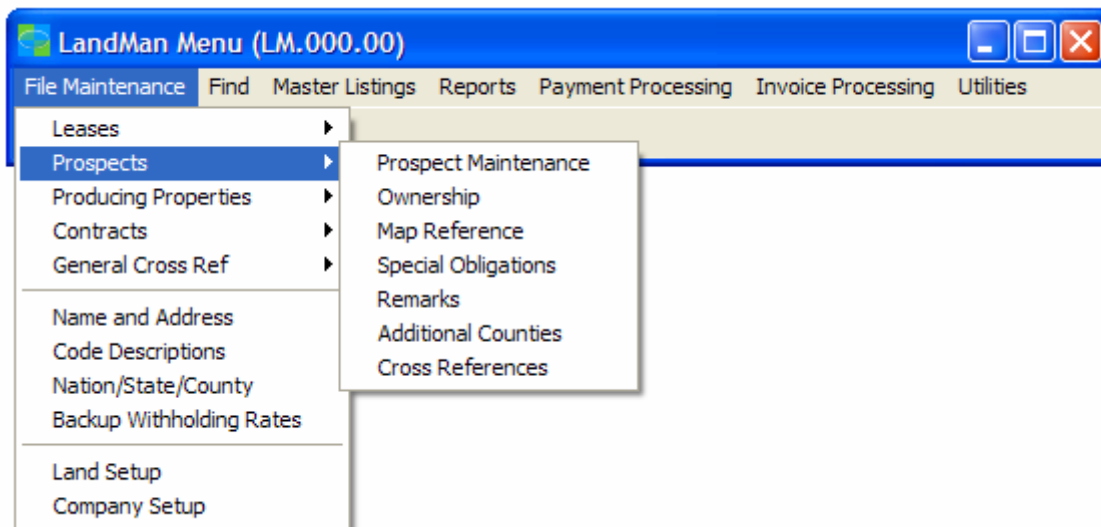 LandMan Menu (LM.000.00)
File Maintenance Find Master Listings Reports Payment Processing Invoice Processing Utilities
Leases
Prospects
Producing Properties
Contracts
General Cross Ref
Name and Address
Code Descriptions
Nation/State/County
Backup Withholding Rates
Land Setup
Company Setup
Prospect Maintenance
Ownership
Map Reference
Special Obligations
Remarks
Additional Counties
Cross References